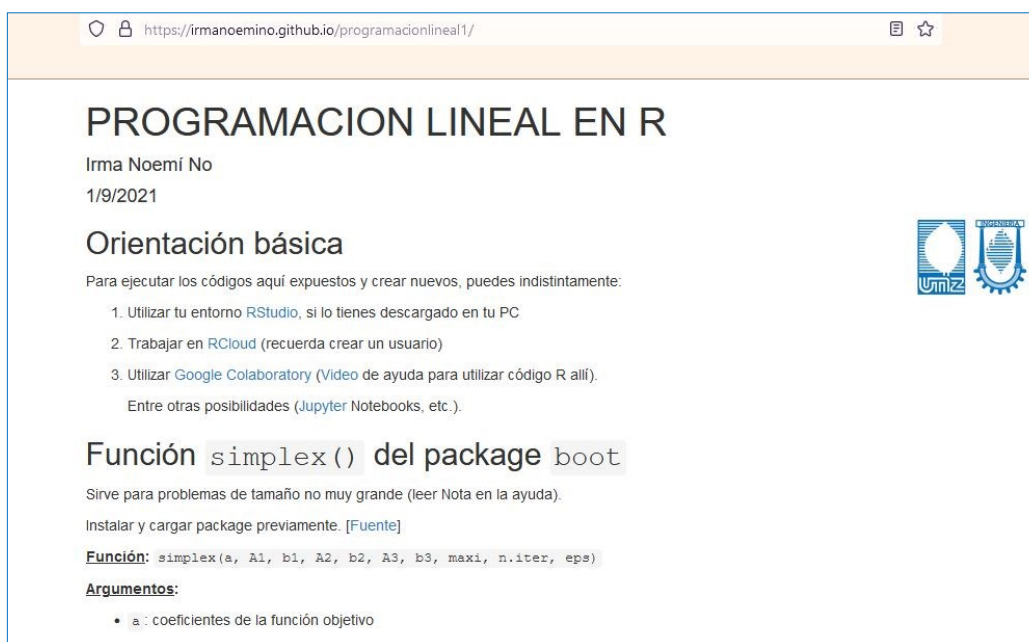 https://irmanoemino.github.io/programacionlineal1/
PROGRAMACION LINEAL EN R
Irma Noemí No
1/9/2021
Orientación básica
INGENIERIA
Para ejecutar los códigos aquí expuestos y crear nuevos, puedes indistintamente:
1. Utilizar tu entorno RStudio, si lo tienes descargado en tu PC
2. Trabajar en RCloud (recuerda crear un usuario)
3. Utilizar Google Colaboratory (Video de ayuda para utilizar código R allí).
Entre otras posibilidades (Jupyter Notebooks, etc.).
Función simplex() del package boot
Sirve para problemas de tamaño no muy grande (leer Nota en la ayuda).
Instalar y cargar package previamente. [Fuente]
Función: simplex(a, A1, b1, A2, b2, A3, b3, maxi, n.iter, eps)
Argumentos:
• a : coeficientes de la función objetivo